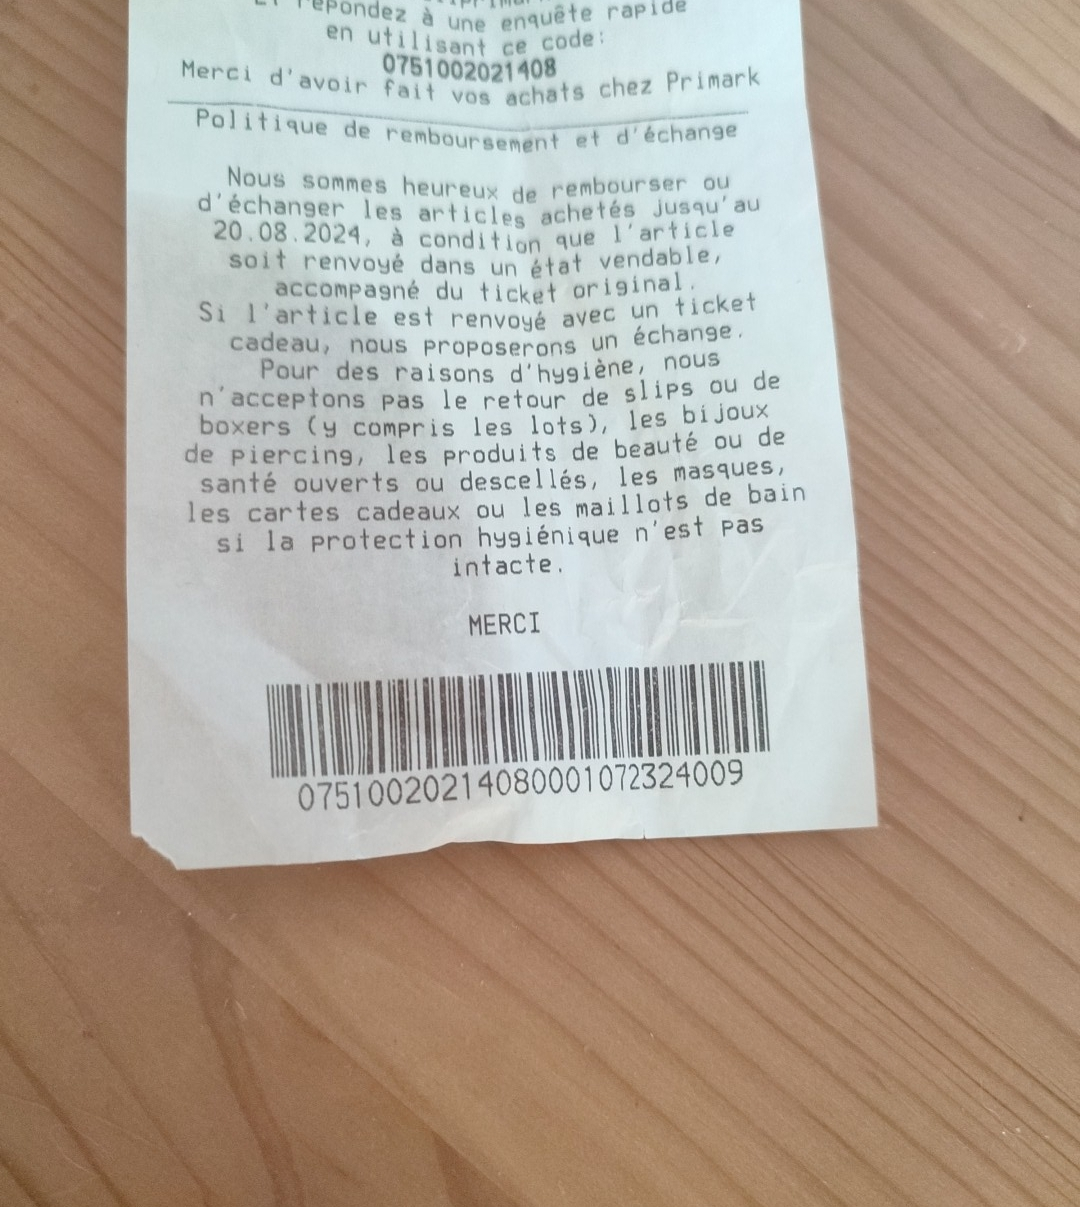 répondez à une enquête rapide
en utilisant ce code:
0751002021408
Merci d'avoir fait vos achats chez Primark
Politique de remboursement et d'échange
Nous sommes heureux de rembourser ou
d'échanger les articles achetés jusqu'au
20.08.2024, à condition que l'article
soit renvoyé dans un état vendable,
accompagné du ticket original.
Si l'article est renvoyé avec un ticket
cadeau, nous proposerons un échange.
Pour des raisons d'hygiène, nous
n'acceptons pas le retour de slips ou de
boxers (y compris les lots), les bijoux
de piercing, les produits de beauté ou de
santé ouverts ou descellés, les masques,
les cartes cadeaux ou les maillots de bain
si la protection hygiénique n'est pas
intacte.
MERCI
07510020214080001072324009